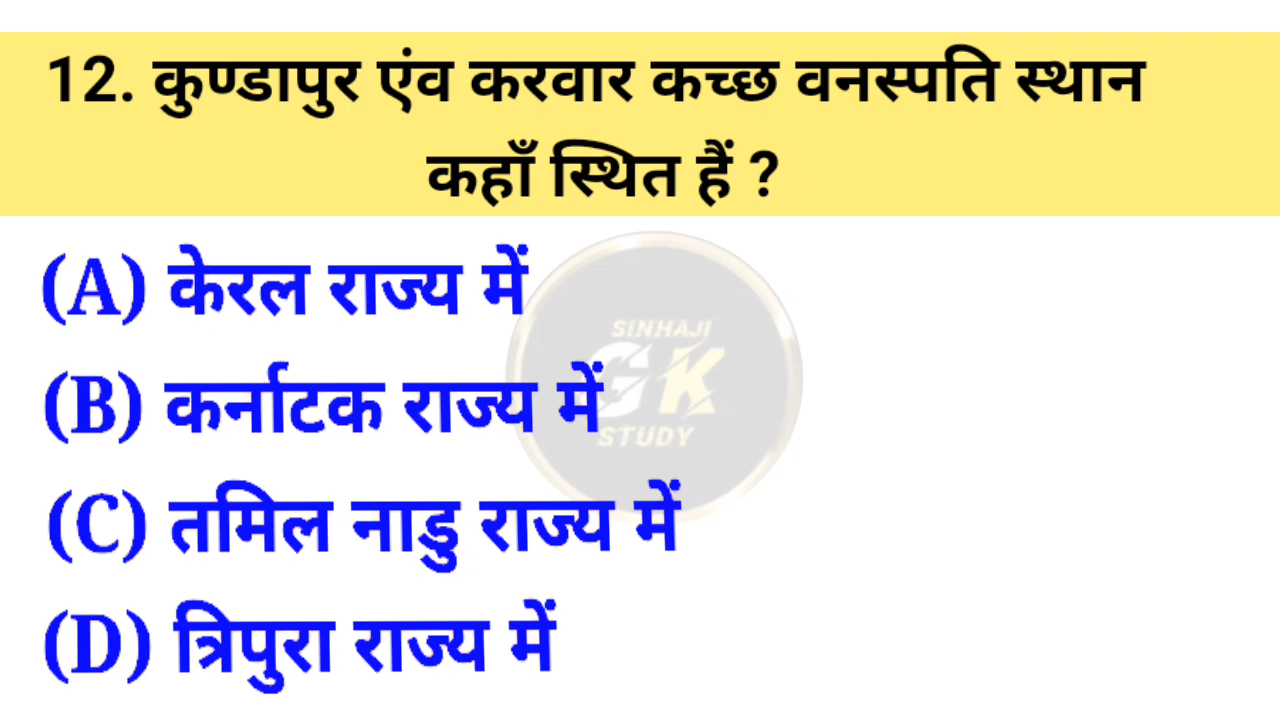 12. कुण्डापुर एंव करवार कच्छ वनस्पति स्थान
कहाँ स्थित हैं ?
(A) केरल राज्य में
SINHAJI
GK
STUDY
(B) कर्नाटक राज्य में
(C) तमिल नाडु राज्य में
(D) त्रिपुरा राज्य में